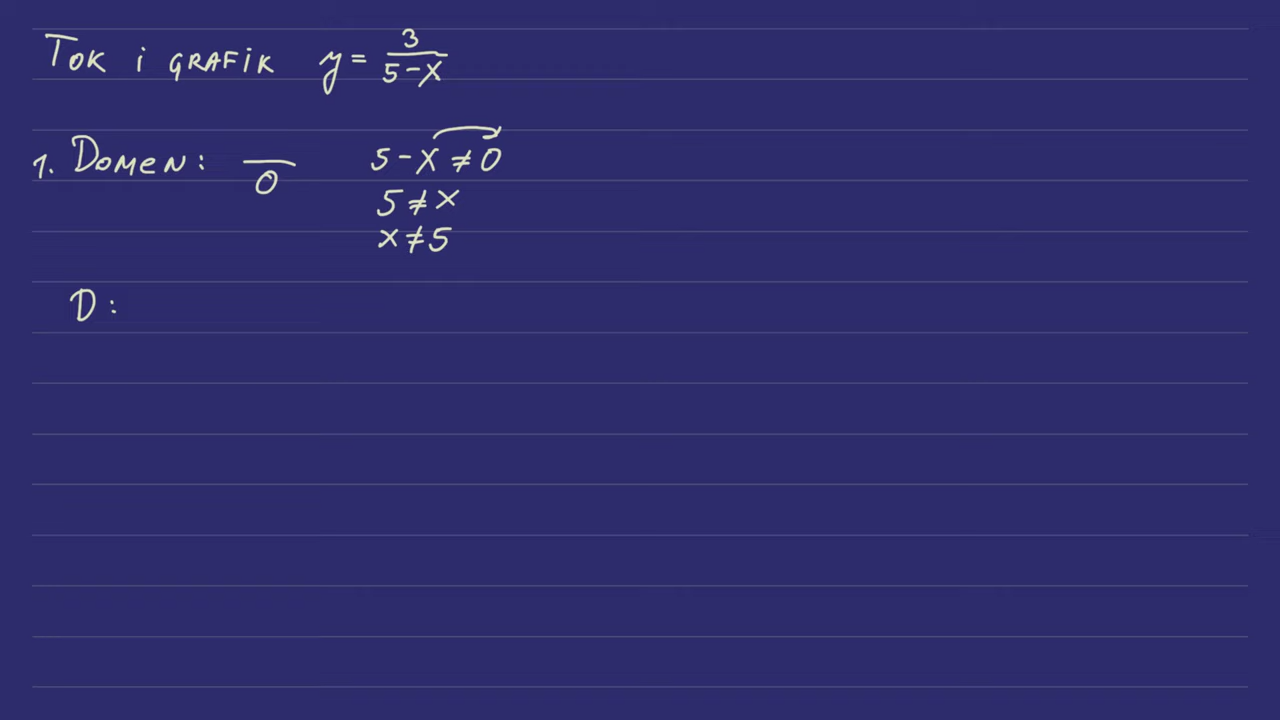 Tok i grafik y = 3/(5-x)
1. Domen: —/0 5-x≠0
5≠x
x≠5
D: